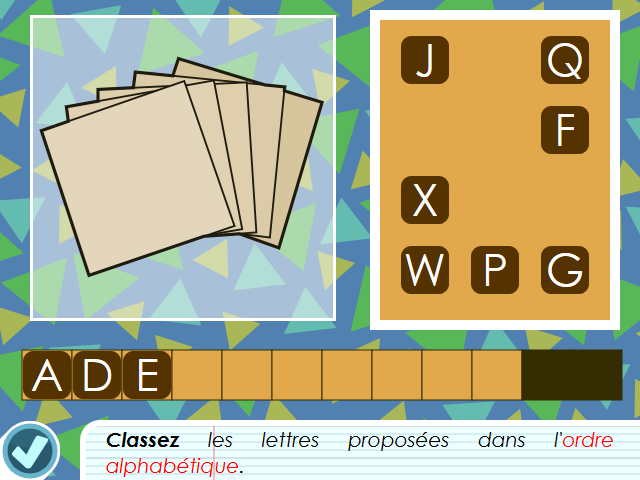 J Q
F
X
W P G
A D E
Classez les lettres proposées dans l'ordre
alphabétique.